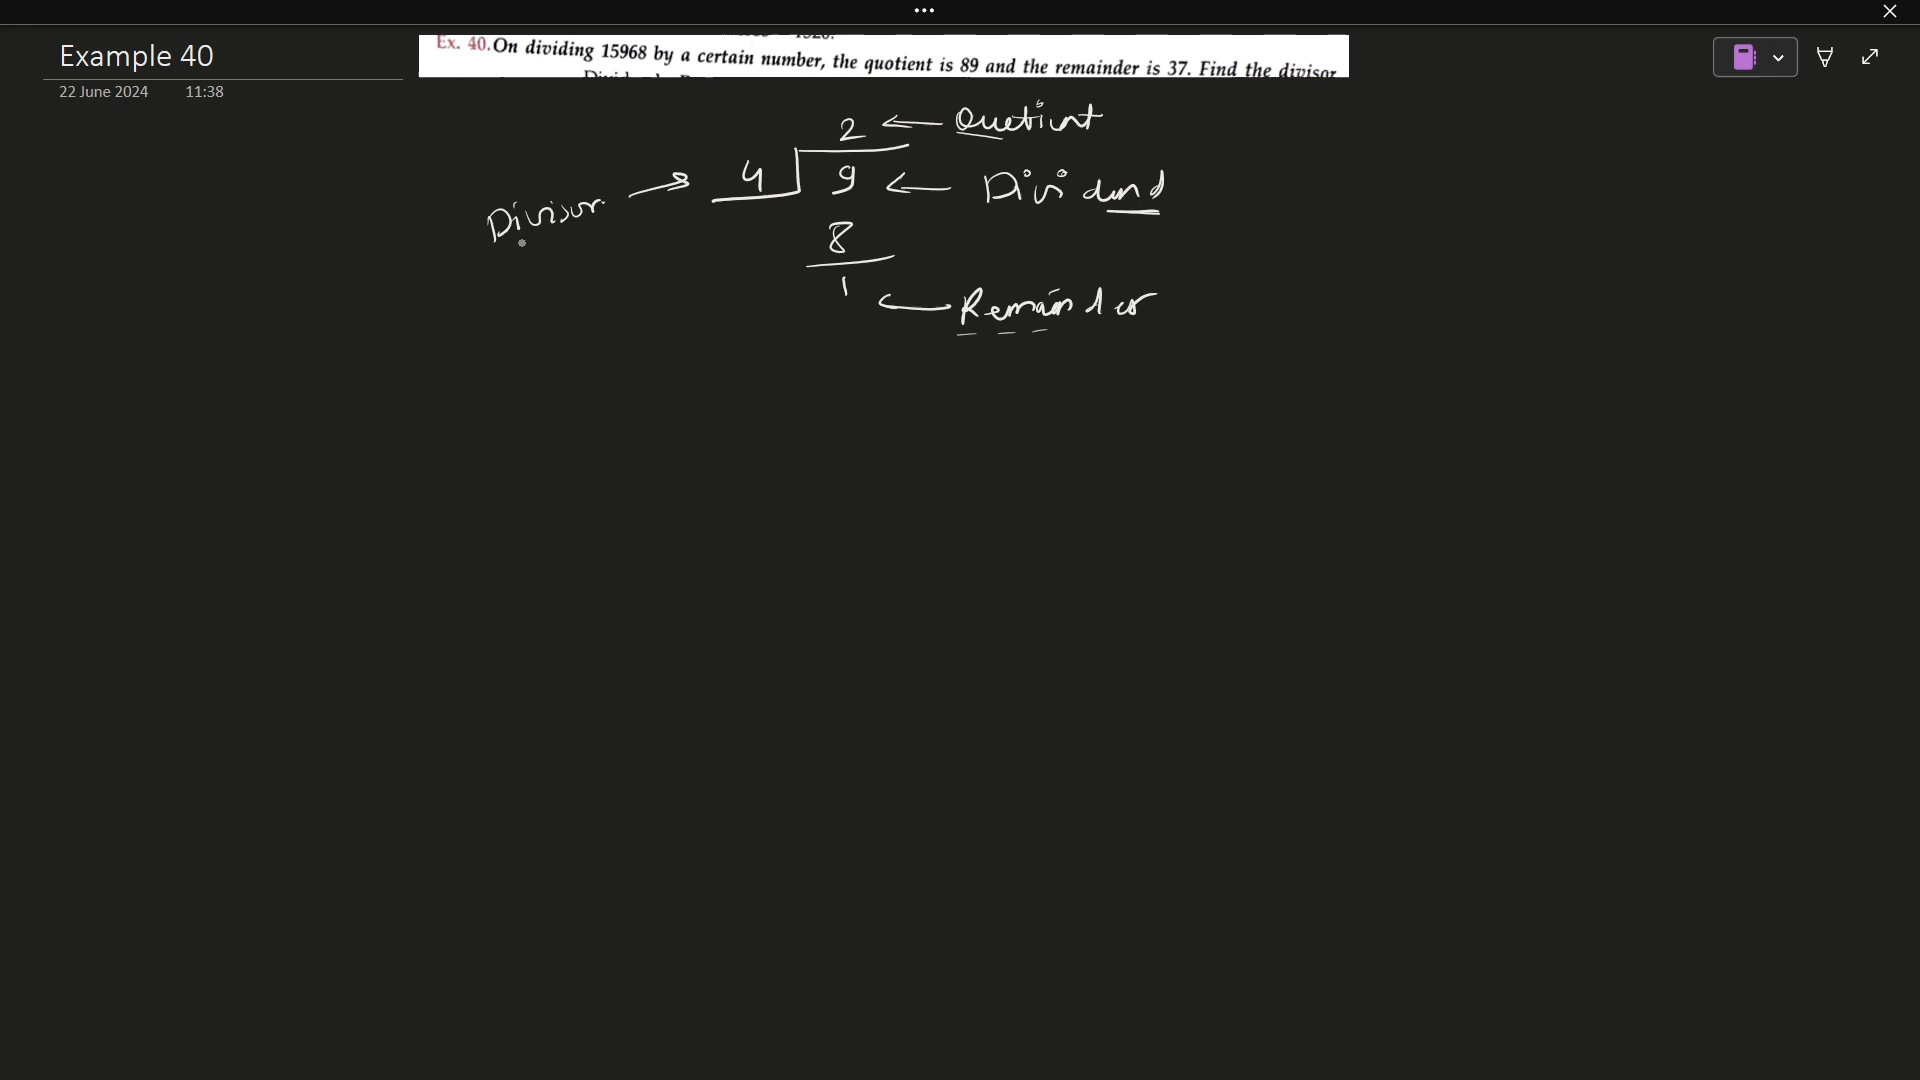 Example 40
22 June 2024 11:38
Ex. 40. On dividing 15968 by a certain number, the quotient is 89 and the remainder is 37. Find the divisor
2 ← Quetient
Divisor → 4 9 ← Dividend
8
1 ← Remainder